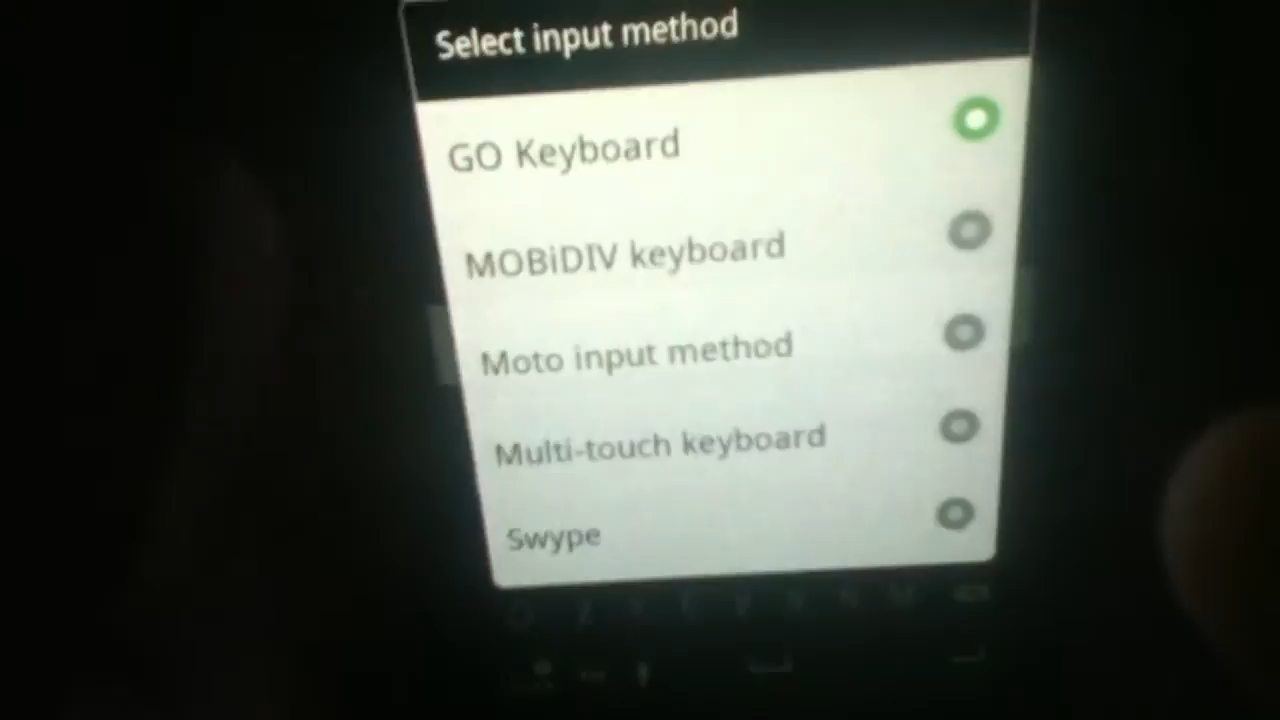 Select input method
GO Keyboard
MOBiDIV keyboard
Moto input method
Multi-touch keyboard
Swype